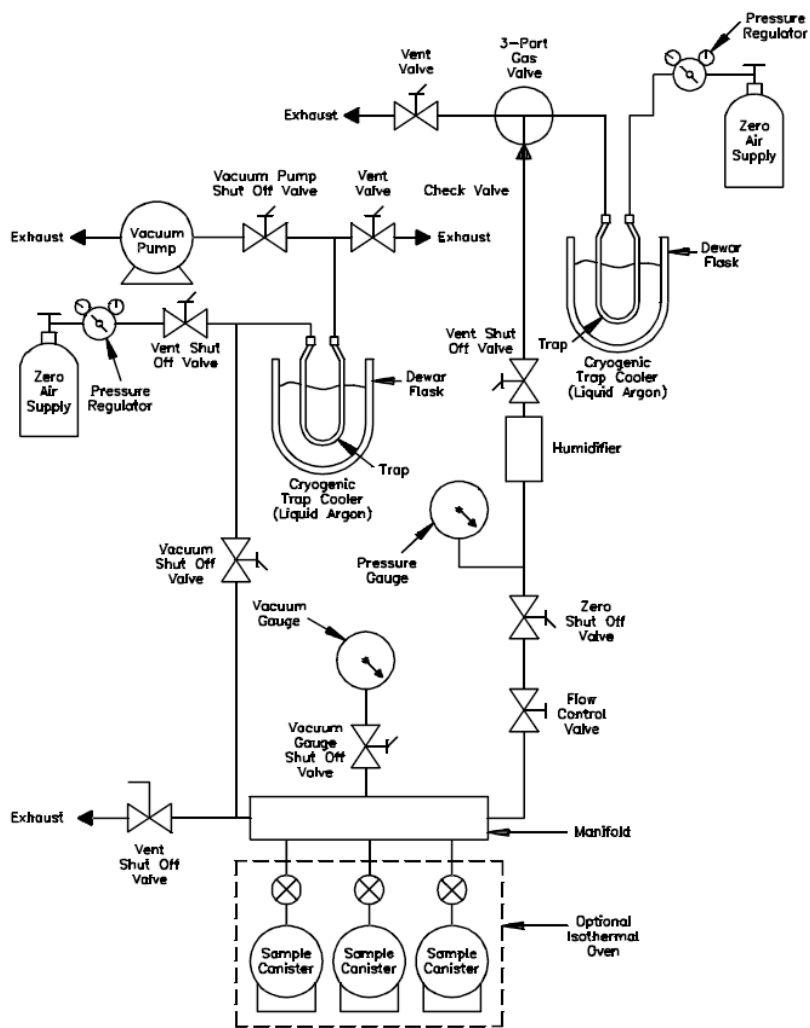 Pressure
Regulator
3-Part
Gas
Valve
Vent
Valve
Exhaust
Zero
Air
Supply
Vacuum Pump
Shut Off Valve
Vent
Valve
Check Valve
Exhaust
Vacuum
Pump
Exhaust
Dewar
Flask
Trap
Cryogenic
Trap Cooler
(Liquid Argon)
Vent Shut
Off Valve
Vent Shut
Off Valve
Zero
Air
Supply
Pressure
Regulator
Dewar
Flask
Trap
Cryogenic
Trap Cooler
(Liquid Argon)
Humidifier
Pressure
Gauge
Vacuum
Shut Off
Valve
Vacuum
Gauge
Zero
Shut Off
Valve
Flow
Control
Valve
Vacuum
Gauge
Shut Off
Valve
Exhaust
Vent
Shut Off
Valve
Manifold
Optional
Isothermal
Oven
Sample
Canister
Sample
Canister
Sample
Canister